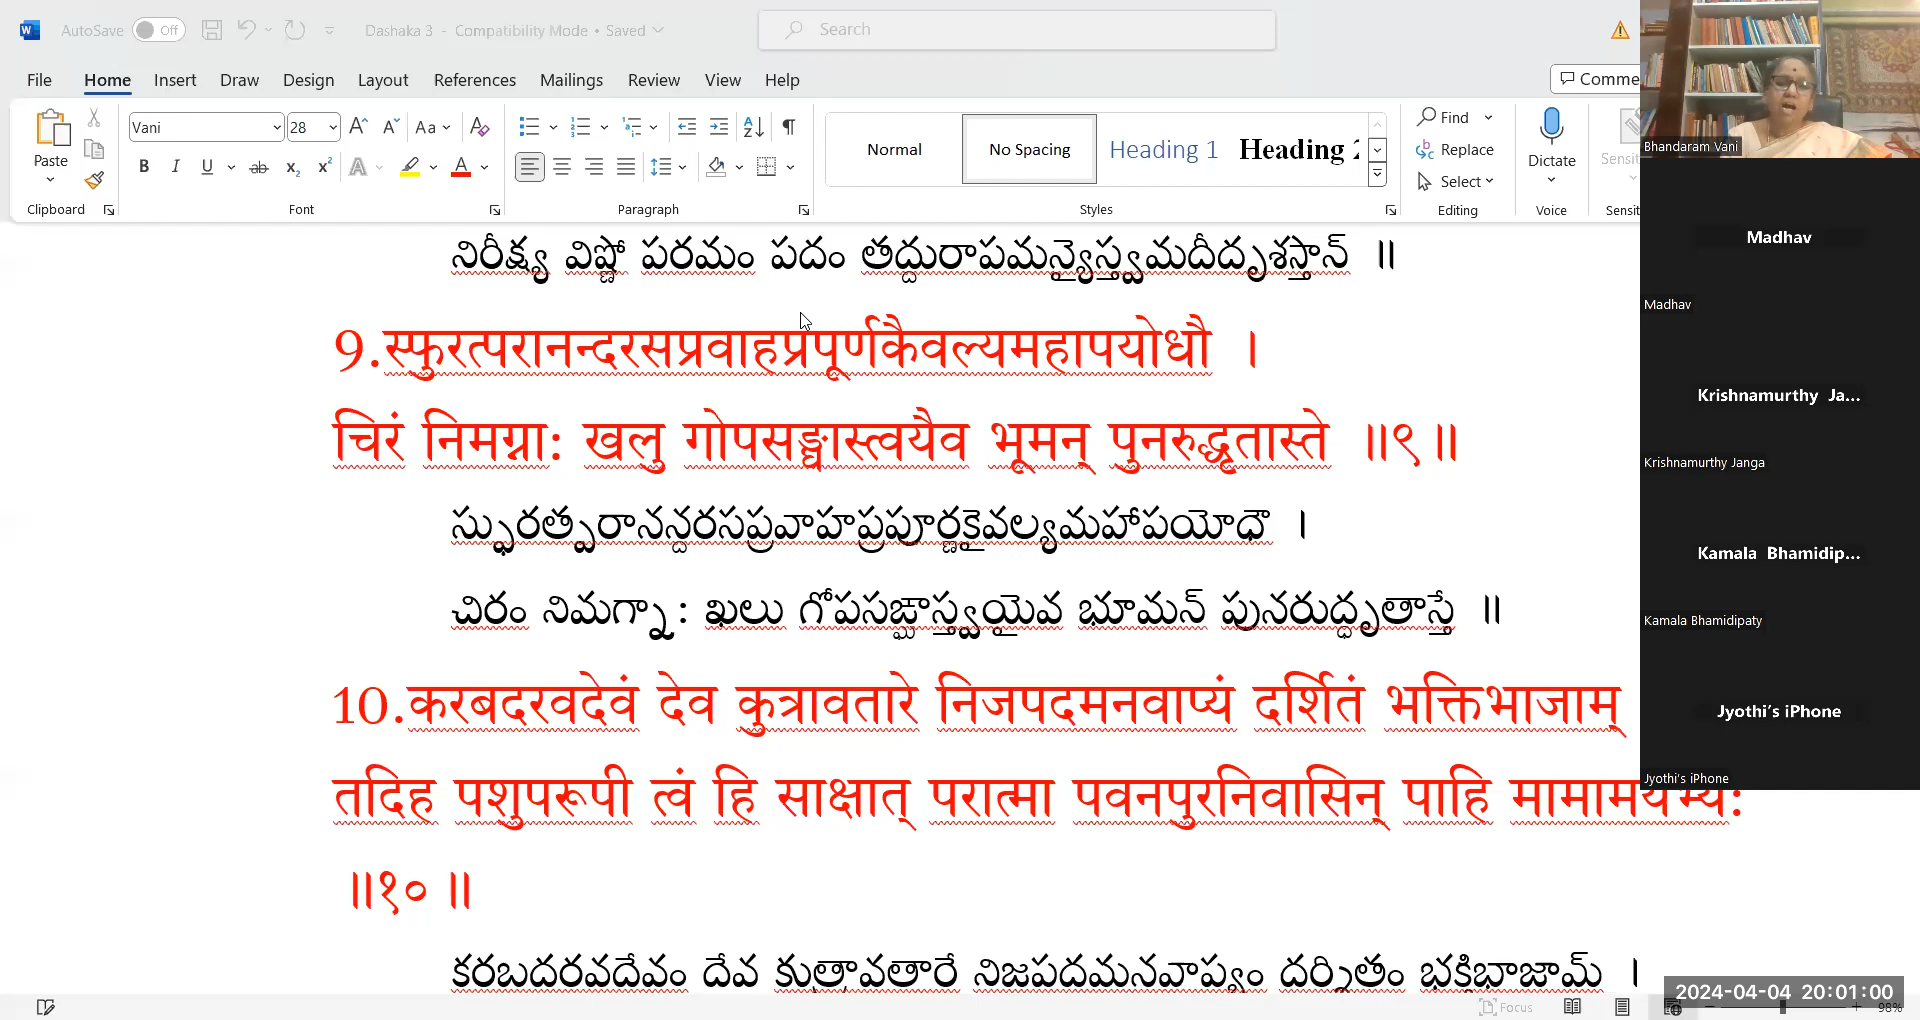 AutoSave Off Dashaka 3 - Compatibility Mode • Saved Search
File Home Insert Draw Design Layout References Mailings Review View Help Comme
Paste Vani 28 Aa Normal No Spacing Heading 1 Heading 2 Find Replace Select Dictate Sensit
Clipboard Font Paragraph Styles Editing Voice Sensit
Bhandaram Vani
Madhav
Madhav
Krishnamurthy Ja...
Krishnamurthy Janga
Kamala Bhamidip...
Kamala Bhamidipaty
Jyothi's iPhone
Jyothi's iPhone
నిరీక్ష్య విష్ణో పరమం పదం తద్దురాపమన్యైస్త్వమదీదృశస్తాన్ ॥
9.स्फुरत्परानन्दरसप्रवाहप्रपूर्णकैवल्यमहापयोधौ ।
चिरं निमग्ना: खलु गोपसङ्घास्त्वयैव भूमन् पुनरुद्धृतास्ते ॥९॥
స్ఫురత్పరానన్దరసప్రవాహప్రపూర్ణకైవల్యమహాపయోధౌ ।
చిరం నిమగ్నా: ఖలు గోపసఙ్ఘాస్త్వయైవ భూమన్ పునరుద్ధృతాస్తే ॥
10.करबदरवदेवं देव कुत्रावतारे निजपदमनवाप्यं दर्शितं भक्तिभाजाम्
तदिह पशुपरूपी त्वं हि साक्षात् परात्मा पवनपुरनिवासिन् पाहि मामामयेभ्य:
॥१०॥
కరబదరవదేవం దేవ కుత్రావతారే నిజపదమనవాప్యం దర్శితం భక్తిభాజామ్ ।
2024-04-04 20:01:00
Focus 98%